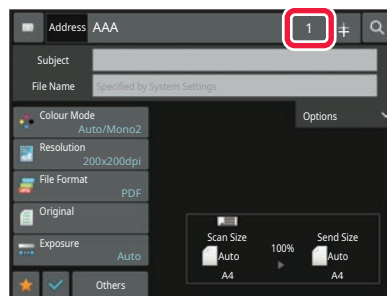 Address AAA 1
Subject
File Name Specified by System Settings
Colour Mode
Auto/Mono2
Options
Resolution
200x200dpi
File Format
PDF
Original
Exposure
Auto
Scan Size
Auto
A4
100%
Send Size
Auto
A4
Others